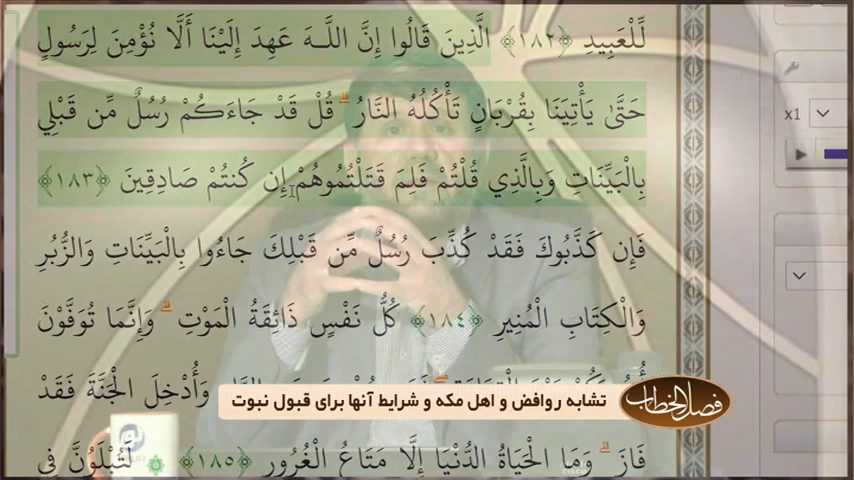 لِّلْعَبِيدِ ﴿١٨٢﴾ الَّذِينَ قَالُوا إِنَّ اللَّهَ عَهِدَ إِلَيْنَا أَلَّا نُؤْمِنَ لِرَسُولٍ
حَتَّىٰ يَأْتِيَنَا بِقُرْبَانٍ تَأْكُلُهُ النَّارُ ۗ قُلْ قَدْ جَاءَكُمْ رُسُلٌ مِّن قَبْلِي
x1
بِالْبَيِّنَاتِ وَبِالَّذِي قُلْتُمْ فَلِمَ قَتَلْتُمُوهُمْ إِن كُنتُمْ صَادِقِينَ ﴿١٨٣﴾
فَإِن كَذَّبُوكَ فَقَدْ كُذِّبَ رُسُلٌ مِّن قَبْلِكَ جَاءُوا بِالْبَيِّنَاتِ وَالزُّبُرِ
وَالْكِتَابِ الْمُنِيرِ ﴿١٨٤﴾ كُلُّ نَفْسٍ ذَائِقَةُ الْمَوْتِ ۗ وَإِنَّمَا تُوَفَّوْنَ
وَأُدْخِلَ الْجَنَّةَ فَقَدْ
فصل الخطاب
تشابه روافض و اهل مکه و شرایط آنها برای قبول نبوت
فَازَ ۗ وَمَا الْحَيَاةُ الدُّنْيَا إِلَّا مَتَاعُ الْغُرُورِ ﴿١٨٥﴾ لَتُبْلَوُنَّ فِي